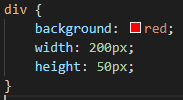 div {
    background: red;
    width: 200px;
    height: 50px;
}